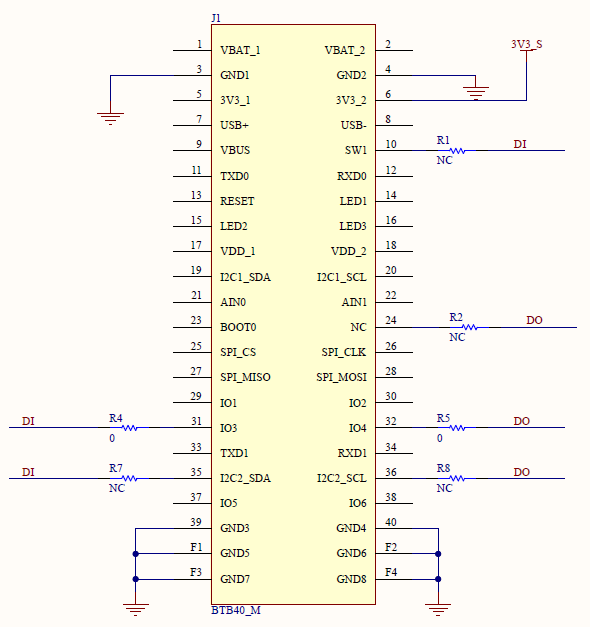 J1
1 VBAT_1 VBAT_2 2 3V3_S
3 GND1 GND2 4
5 3V3_1 3V3_2 6
7 USB+ USB- 8
9 VBUS SW1 10 R1 DI
NC
11 TXD0 RXD0 12
13 RESET LED1 14
15 LED2 LED3 16
17 VDD_1 VDD_2 18
19 I2C1_SDA I2C1_SCL 20
21 AIN0 AIN1 22
23 BOOT0 NC 24 R2 DO
NC
25 SPI_CS SPI_CLK 26
27 SPI_MISO SPI_MOSI 28
29 IO1 IO2 30
DI R4 31 IO3 IO4 32 R5 DO
0 0
33 TXD1 RXD1 34
DI R7 35 I2C2_SDA I2C2_SCL 36 R8 DO
NC NC
37 IO5 IO6 38
39 GND3 GND4 40
F1 GND5 GND6 F2
F3 GND7 GND8 F4
BTB40_M